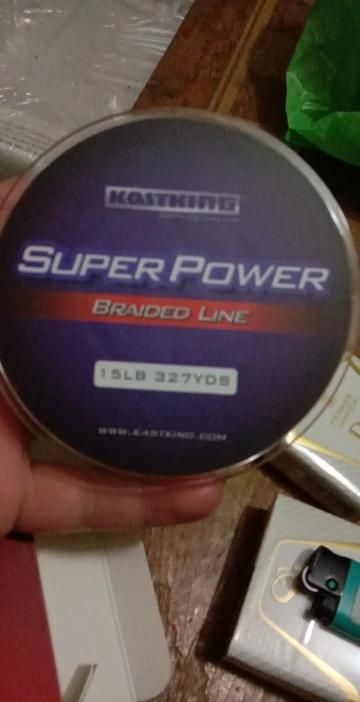 KASTKING
SUPER POWER
BRAIDED LINE
15LB 327YDS
WWW.KASTKING.COM